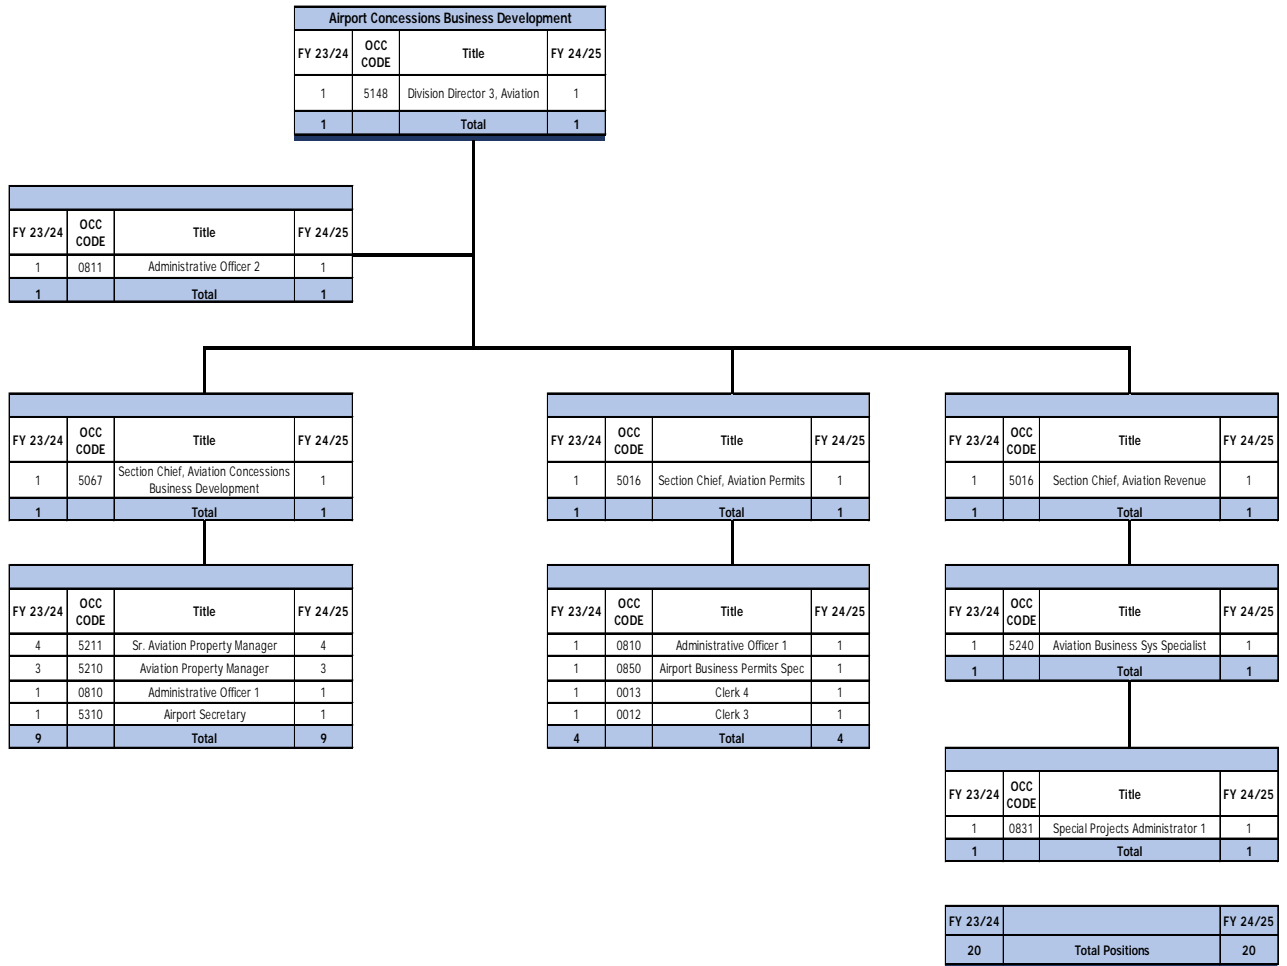 Airport Concessions Business Development
FY 23/24 OCC CODE Title FY 24/25
1 5148 Division Director 3, Aviation 1
1 Total 1
FY 23/24 OCC CODE Title FY 24/25
1 0811 Administrative Officer 2 1
1 Total 1
FY 23/24 OCC CODE Title FY 24/25
1 5067 Section Chief, Aviation Concessions Business Development 1
1 Total 1
FY 23/24 OCC CODE Title FY 24/25
4 5211 Sr. Aviation Property Manager 4
3 5210 Aviation Property Manager 3
1 0810 Administrative Officer 1 1
1 5310 Airport Secretary 1
9 Total 9
FY 23/24 OCC CODE Title FY 24/25
1 5016 Section Chief, Aviation Permits 1
1 Total 1
FY 23/24 OCC CODE Title FY 24/25
1 0810 Administrative Officer 1 1
1 0850 Airport Business Permits Spec 1
1 0013 Clerk 4 1
1 0012 Clerk 3 1
4 Total 4
FY 23/24 OCC CODE Title FY 24/25
1 5016 Section Chief, Aviation Revenue 1
1 Total 1
FY 23/24 OCC CODE Title FY 24/25
1 5240 Aviation Business Sys Specialist 1
1 Total 1
FY 23/24 OCC CODE Title FY 24/25
1 0831 Special Projects Administrator 1 1
1 Total 1
FY 23/24 FY 24/25
20 Total Positions 20